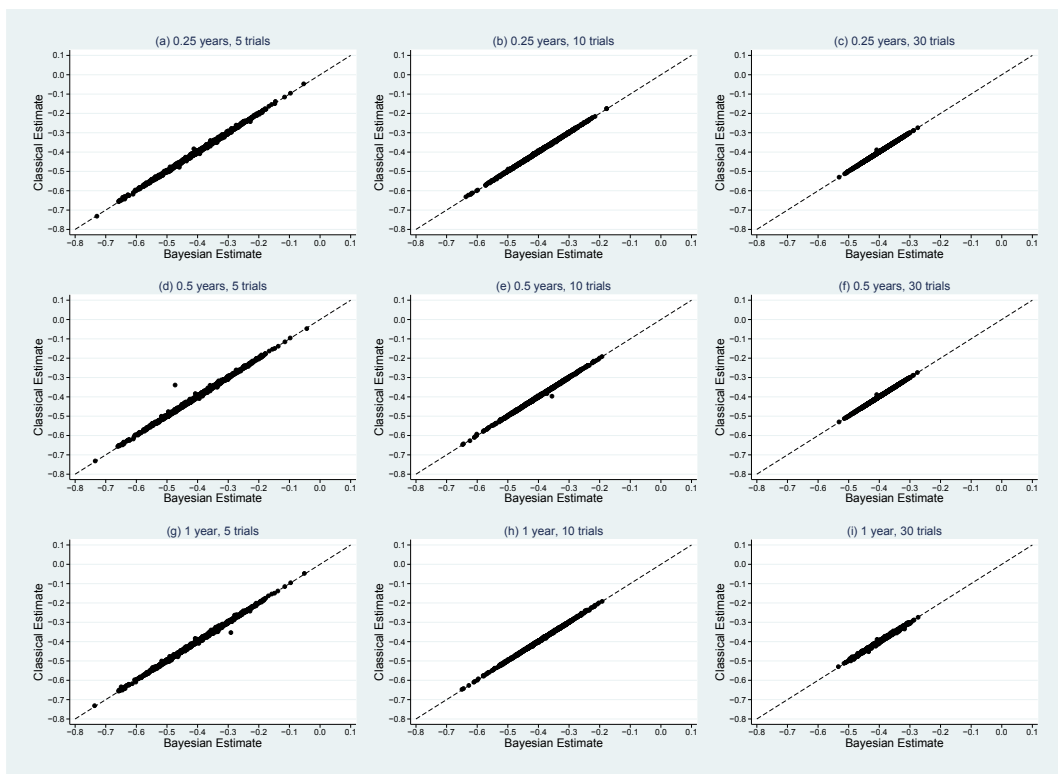 (a) 0.25 years, 5 trials
0.1
0.0
−0.1
−0.2
−0.3
−0.4
−0.5
−0.6
−0.7
−0.8
Classical Estimate
−0.8 −0.7 −0.6 −0.5 −0.4 −0.3 −0.2 −0.1 0.0 0.1
Bayesian Estimate
(b) 0.25 years, 10 trials
0.1
0.0
−0.1
−0.2
−0.3
−0.4
−0.5
−0.6
−0.7
−0.8
Classical Estimate
−0.8 −0.7 −0.6 −0.5 −0.4 −0.3 −0.2 −0.1 0.0 0.1
Bayesian Estimate
(c) 0.25 years, 30 trials
0.1
0.0
−0.1
−0.2
−0.3
−0.4
−0.5
−0.6
−0.7
−0.8
Classical Estimate
−0.8 −0.7 −0.6 −0.5 −0.4 −0.3 −0.2 −0.1 0.0 0.1
Bayesian Estimate
(d) 0.5 years, 5 trials
0.1
0.0
−0.1
−0.2
−0.3
−0.4
−0.5
−0.6
−0.7
−0.8
Classical Estimate
−0.8 −0.7 −0.6 −0.5 −0.4 −0.3 −0.2 −0.1 0.0 0.1
Bayesian Estimate
(e) 0.5 years, 10 trials
0.1
0.0
−0.1
−0.2
−0.3
−0.4
−0.5
−0.6
−0.7
−0.8
Classical Estimate
−0.8 −0.7 −0.6 −0.5 −0.4 −0.3 −0.2 −0.1 0.0 0.1
Bayesian Estimate
(f) 0.5 years, 30 trials
0.1
0.0
−0.1
−0.2
−0.3
−0.4
−0.5
−0.6
−0.7
−0.8
Classical Estimate
−0.8 −0.7 −0.6 −0.5 −0.4 −0.3 −0.2 −0.1 0.0 0.1
Bayesian Estimate
(g) 1 year, 5 trials
0.1
0.0
−0.1
−0.2
−0.3
−0.4
−0.5
−0.6
−0.7
−0.8
Classical Estimate
−0.8 −0.7 −0.6 −0.5 −0.4 −0.3 −0.2 −0.1 0.0 0.1
Bayesian Estimate
(h) 1 year, 10 trials
0.1
0.0
−0.1
−0.2
−0.3
−0.4
−0.5
−0.6
−0.7
−0.8
Classical Estimate
−0.8 −0.7 −0.6 −0.5 −0.4 −0.3 −0.2 −0.1 0.0 0.1
Bayesian Estimate
(i) 1 year, 30 trials
0.1
0.0
−0.1
−0.2
−0.3
−0.4
−0.5
−0.6
−0.7
−0.8
Classical Estimate
−0.8 −0.7 −0.6 −0.5 −0.4 −0.3 −0.2 −0.1 0.0 0.1
Bayesian Estimate